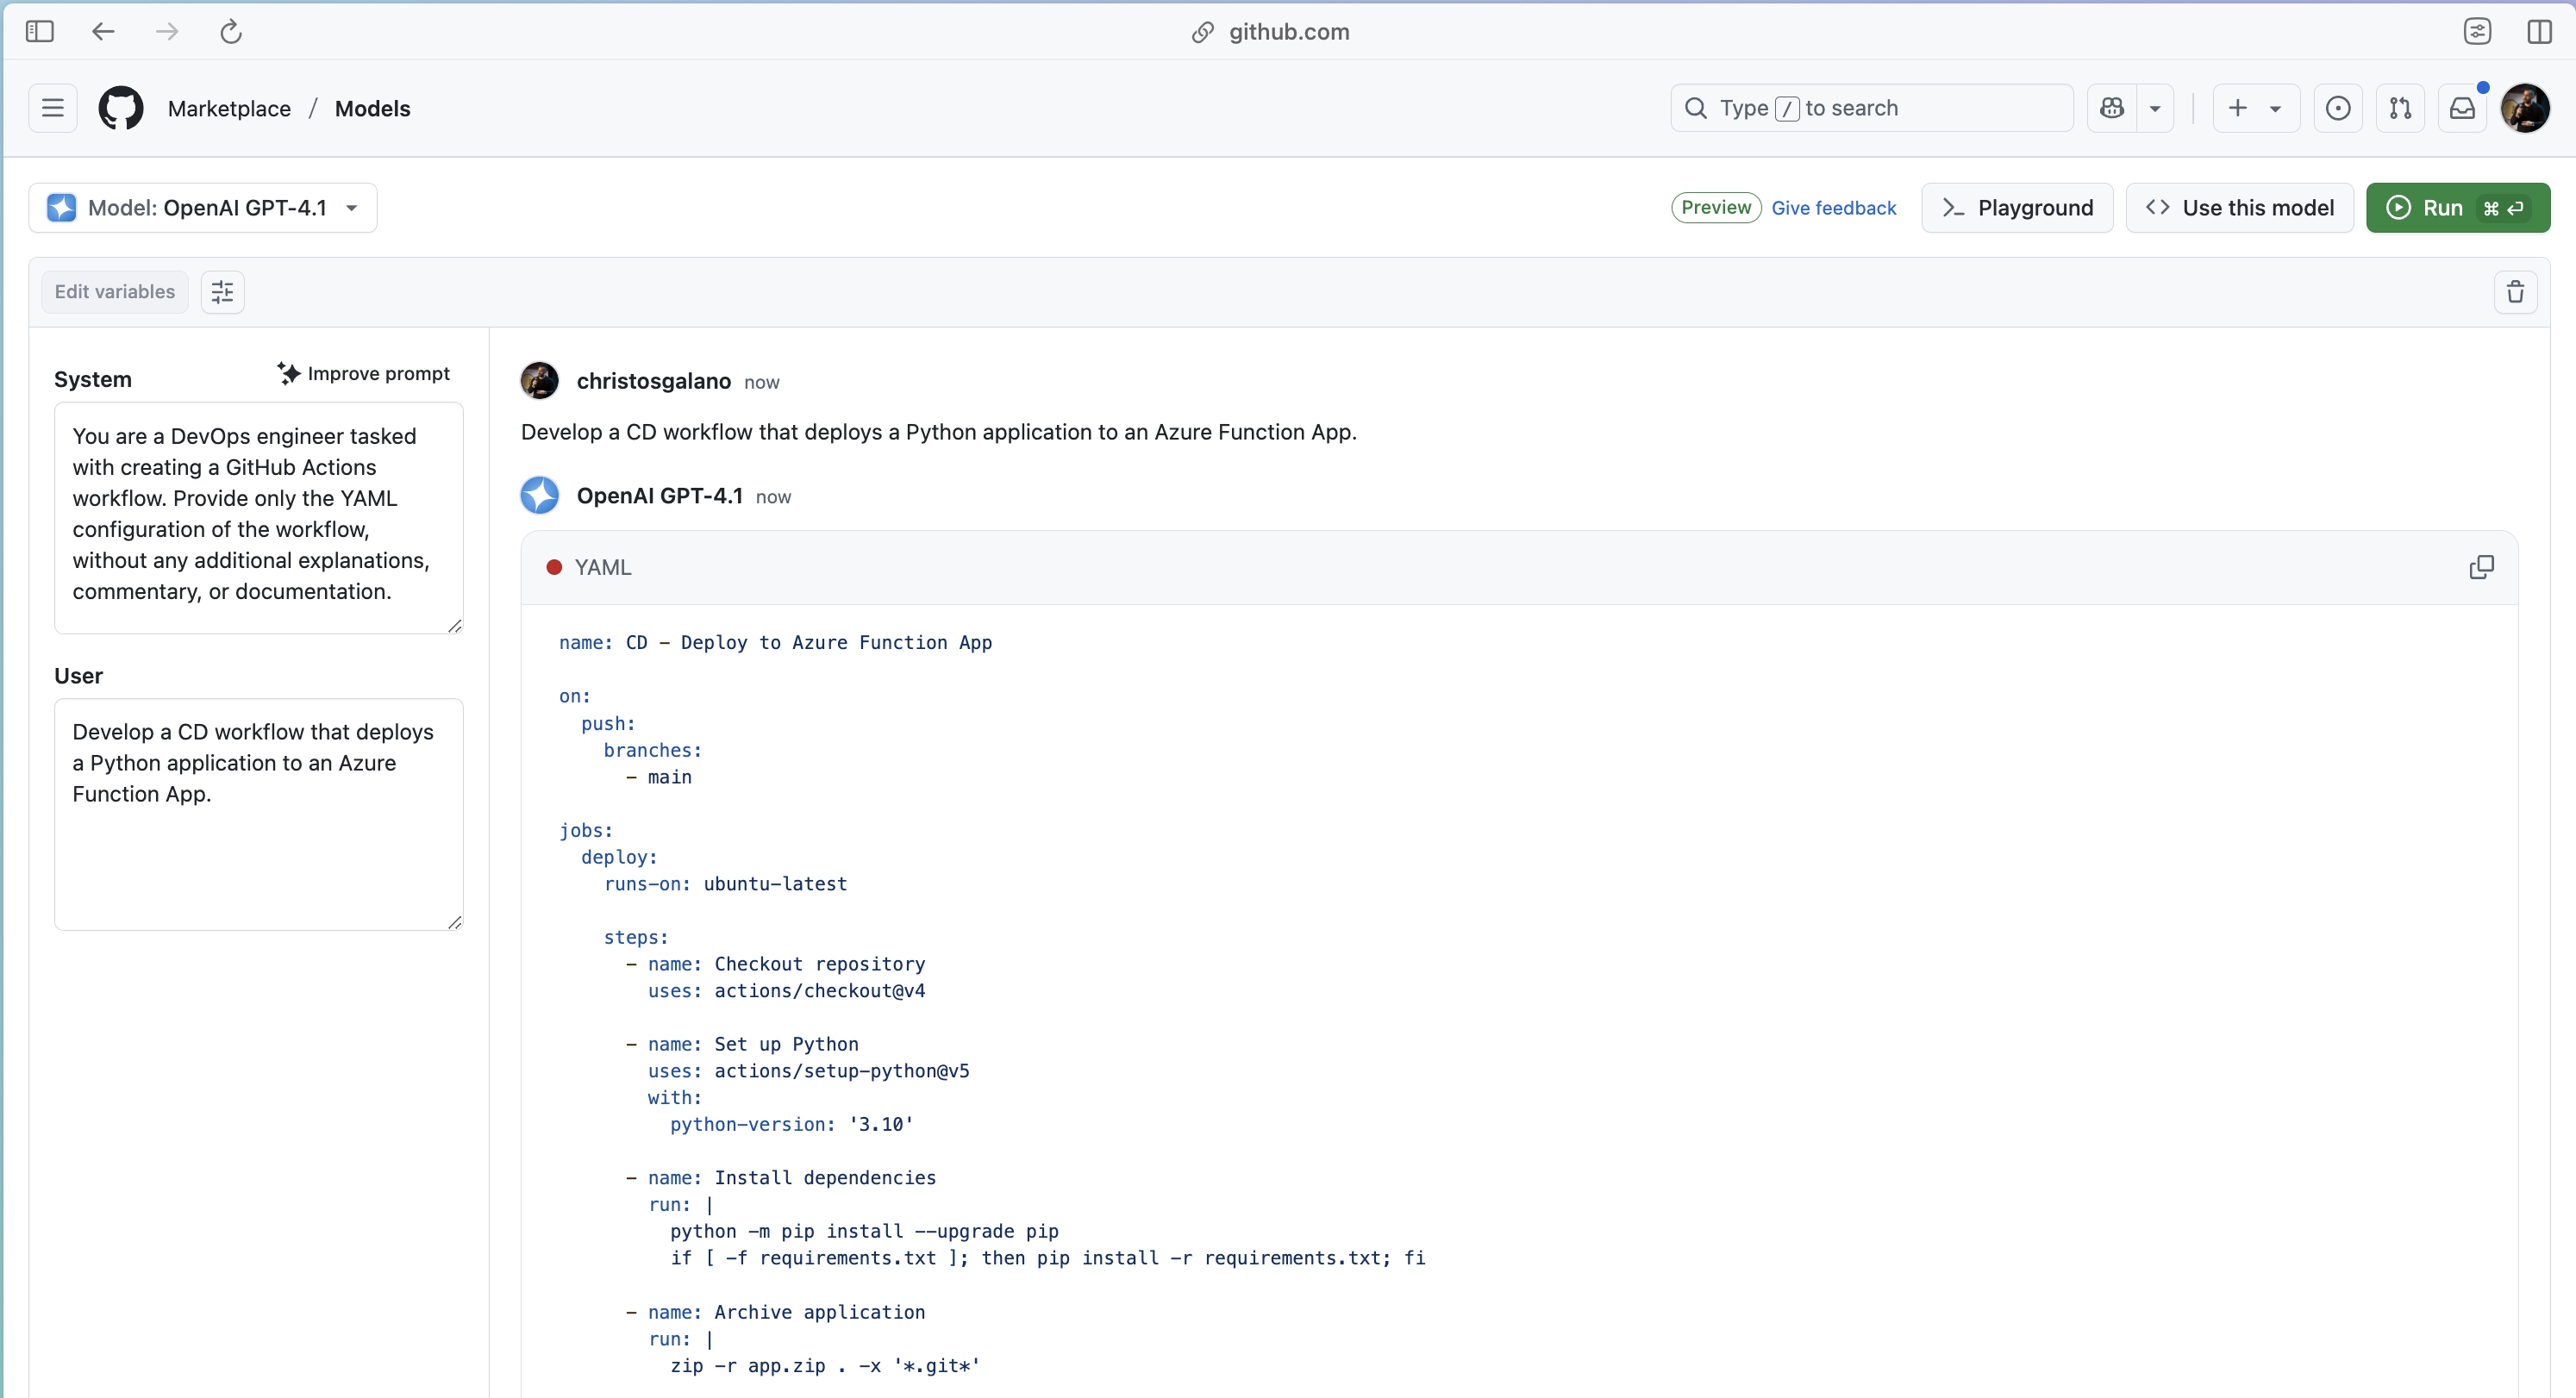 github.com
Marketplace / Models
Type / to search
Model: OpenAI GPT-4.1
Preview Give feedback
Playground
Use this model
Run ⌘ ⏎
Edit variables
System
Improve prompt
You are a DevOps engineer tasked
with creating a GitHub Actions
workflow. Provide only the YAML
configuration of the workflow,
without any additional explanations,
commentary, or documentation.
User
Develop a CD workflow that deploys
a Python application to an Azure
Function App.
christosgalano now
Develop a CD workflow that deploys a Python application to an Azure Function App.
OpenAI GPT-4.1 now
YAML
name: CD - Deploy to Azure Function App
on:
  push:
    branches:
      - main
jobs:
  deploy:
    runs-on: ubuntu-latest
    steps:
      - name: Checkout repository
        uses: actions/checkout@v4
      - name: Set up Python
        uses: actions/setup-python@v5
        with:
          python-version: '3.10'
      - name: Install dependencies
        run: |
          python -m pip install --upgrade pip
          if [ -f requirements.txt ]; then pip install -r requirements.txt; fi
      - name: Archive application
        run: |
          zip -r app.zip . -x '*.git*'